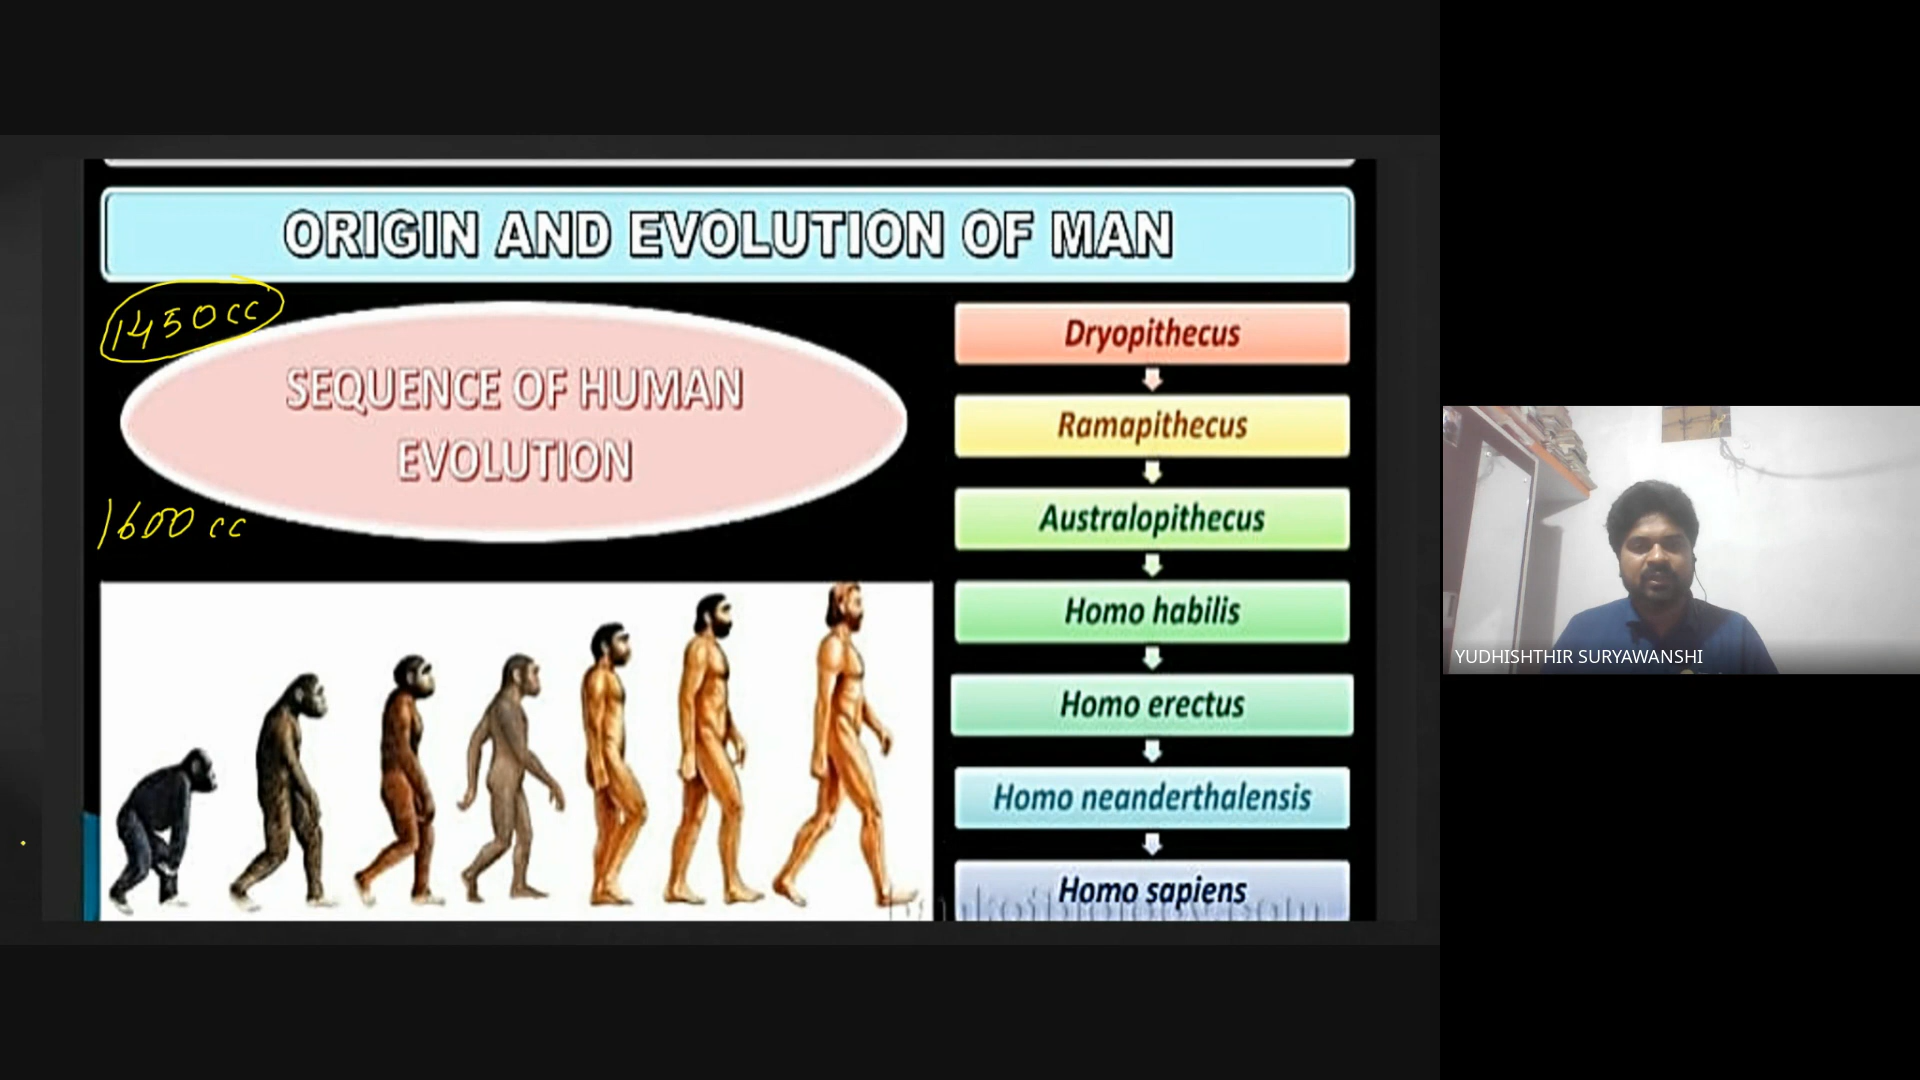 ORIGIN AND EVOLUTION OF MAN
1450cc
SEQUENCE OF HUMAN
EVOLUTION
1600 cc
Dryopithecus
Ramapithecus
Australopithecus
Homo habilis
Homo erectus
Homo neanderthalensis
Homo sapiens
YUDHISHTHIR SURYAWANSHI